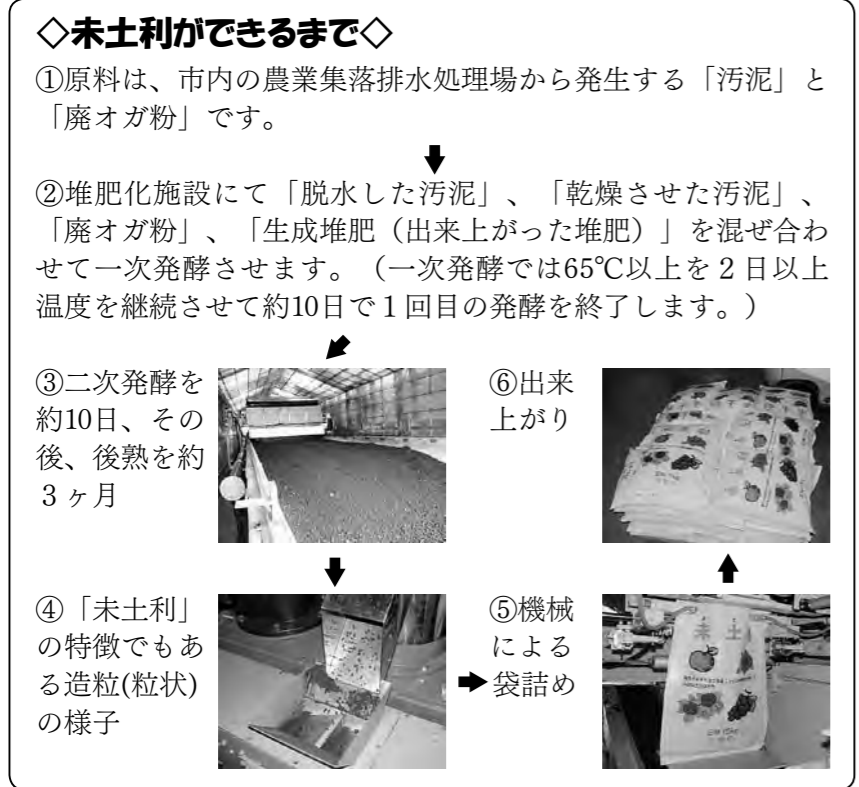 ◇未土利ができるまで◇
①原料は、市内の農業集落排水処理場から発生する「汚泥」と
「廃オガ粉」です。
②堆肥化施設にて「脱水した汚泥」、「乾燥させた汚泥」、
「廃オガ粉」、「生成堆肥（出来上がった堆肥）」を混ぜ合わ
せて一次発酵させます。（一次発酵では65℃以上を２日以上
温度を継続させて約10日で１回目の発酵を終了します。）
③二次発酵を
約10日、その
後、後熟を約
３ヶ月
④「未土利」
の特徴でもあ
る造粒(粒状)
の様子
⑤機械
による
袋詰め
未土
⑥出来
上がり